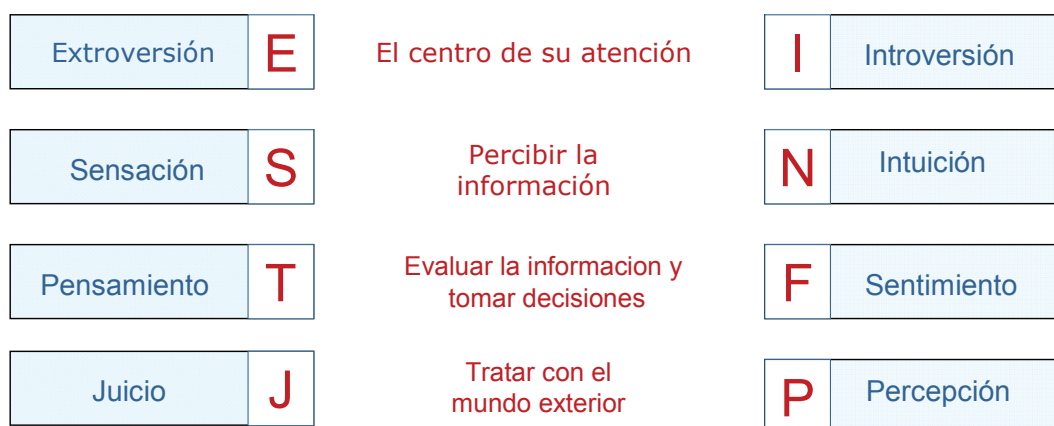 Extroversión E El centro de su atención I Introversión
Sensación S Percibir la N Intuición
información
Pensamiento T Evaluar la informacion y F Sentimiento
tomar decisiones
Juicio J Tratar con el P Percepción
mundo exterior